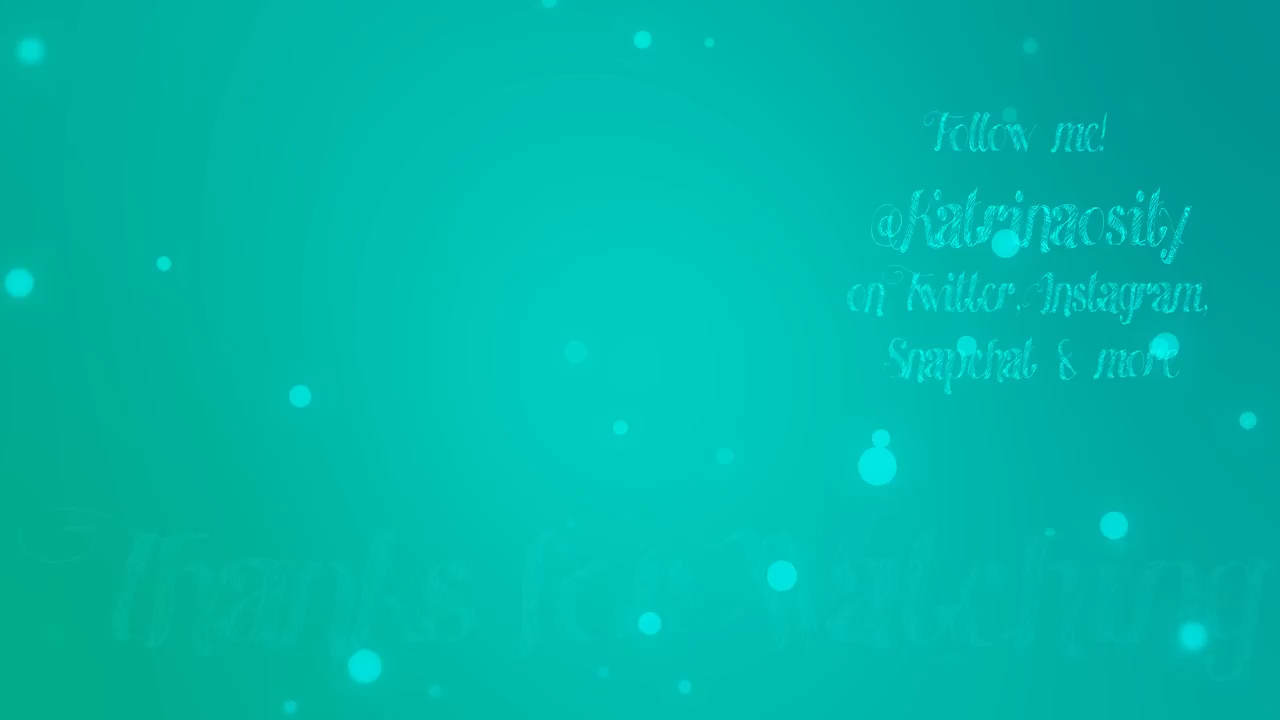 Follow me!
@Katrinaosity
on Twitter, Instagram,
Snapchat & more
Thanks for Watching